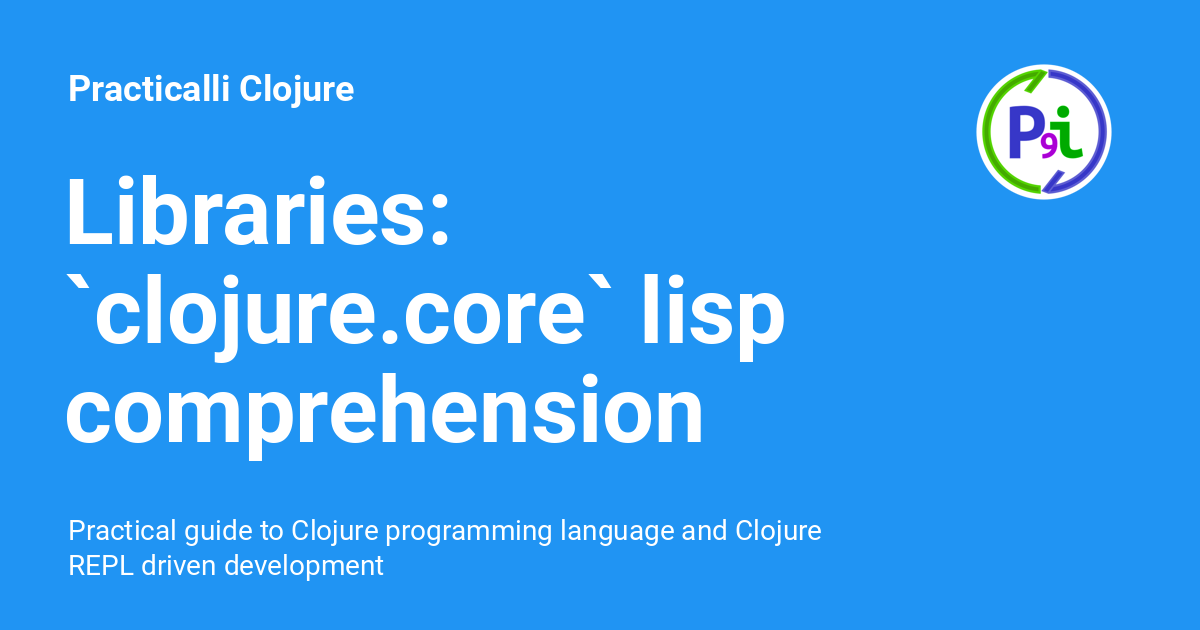 Practicalli Clojure
P9i
Libraries:
`clojure.core` lisp
comprehension
Practical guide to Clojure programming language and Clojure
REPL driven development